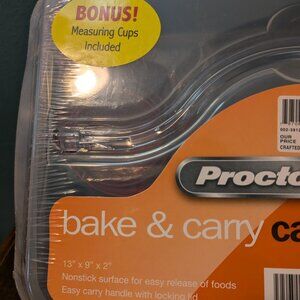 BONUS!
Measuring Cups
Included
OUR
PRICE
CRAFTED
Procto
bake & carry ca
13" x 9" x 2"
Nonstick surface for easy release of foods
Easy carry handle with locking lid